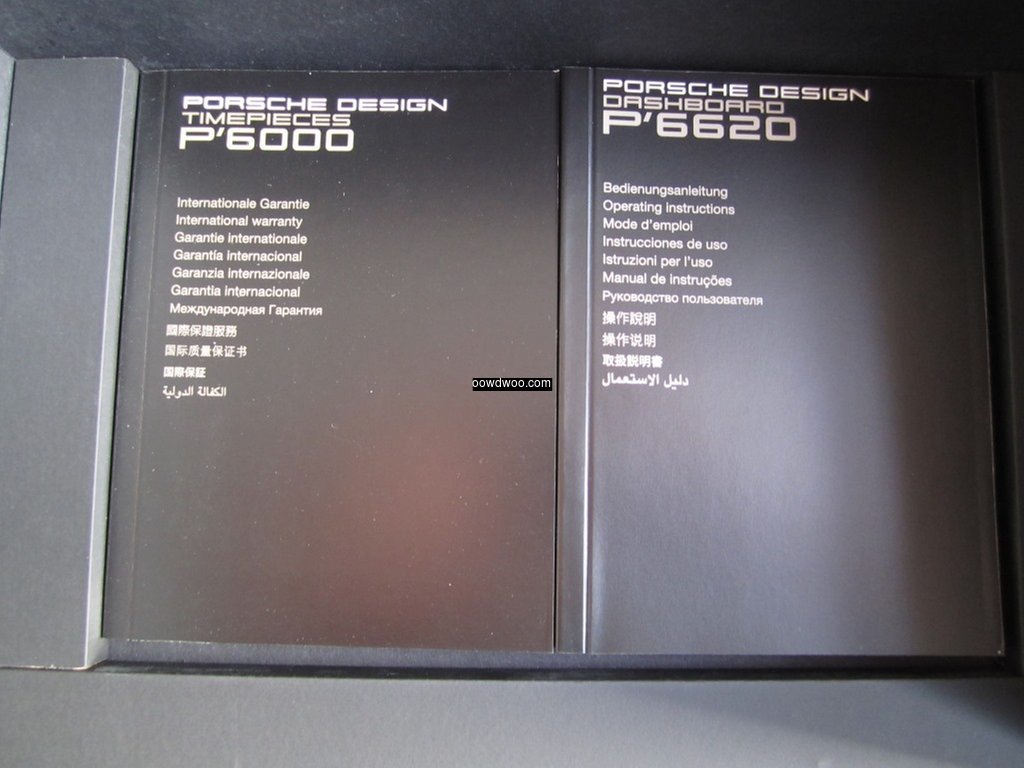 PORSCHE DESIGN
TIMEPIECES
P'6000
Internationale Garantie
International warranty
Garantie internationale
Garantía internacional
Garanzia internazionale
Garantia internacional
Международная Гарантия
國際保證服務
国际质量保证书
国際保証
الكفالة الدولية
PORSCHE DESIGN
DASHBOARD
P'6620
Bedienungsanleitung
Operating instructions
Mode d'emploi
Instrucciones de uso
Istruzioni per l'uso
Manual de instruções
Руководство пользователя
操作說明
操作说明
取扱説明書
دليل الاستعمال
oowdwoo.com